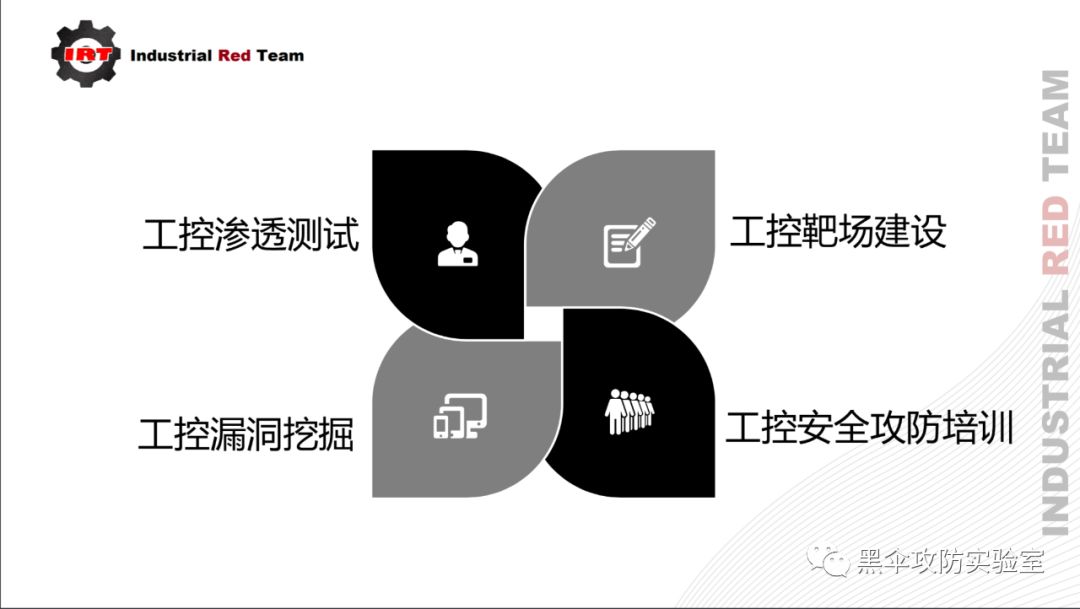 IRT
Industrial Red Team
工控渗透测试
工控靶场建设
工控漏洞挖掘
工控安全攻防培训
INDUSTRIAL RED TEAM
黑伞攻防实验室